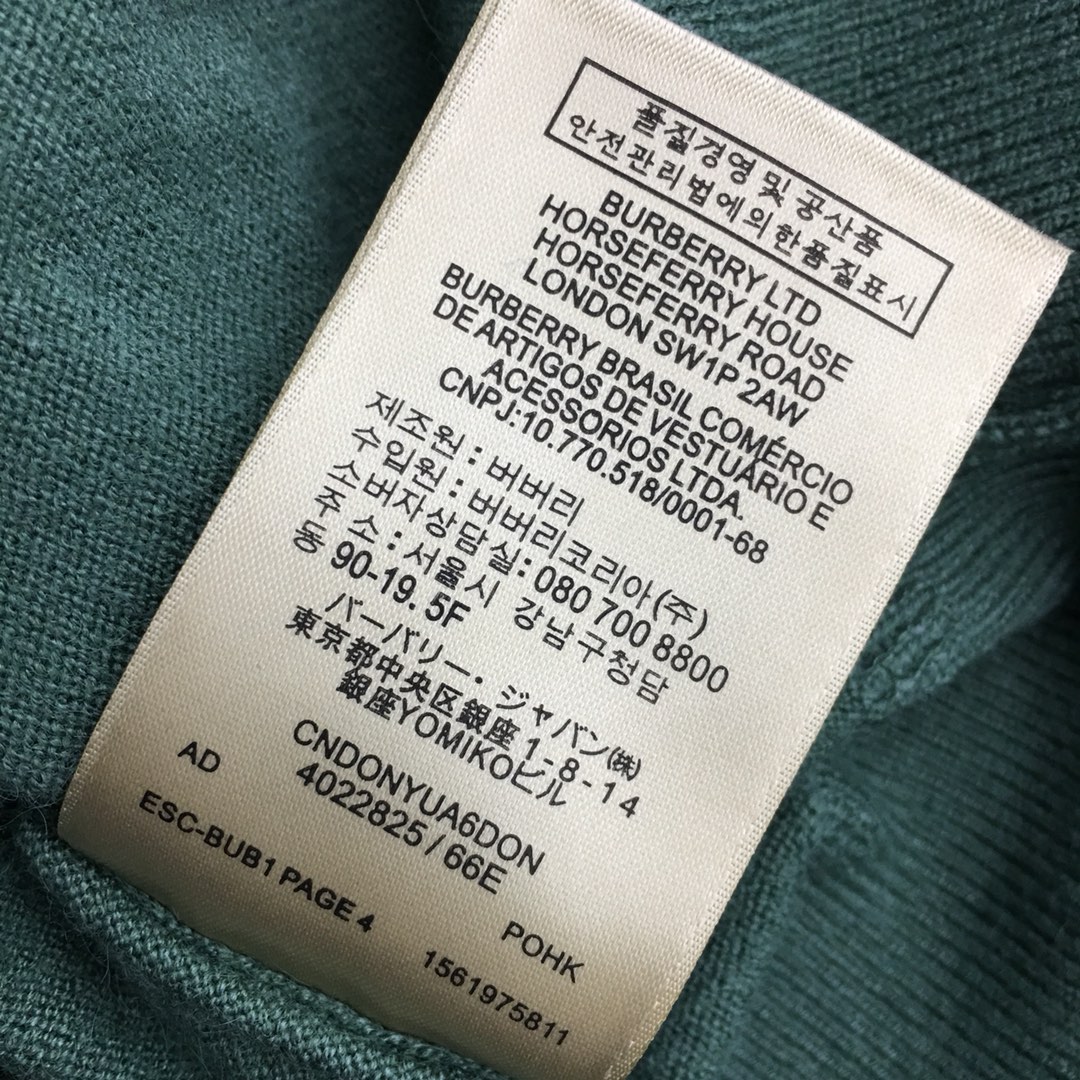 품질경영및공산품
안전관리법에의한품질표시
BURBERRY LTD
HORSEFERRY HOUSE
HORSEFERRY ROAD
LONDON SW1P 2AW
BURBERRY BRASIL COMÉRCIO
DE ARTIGOS DE VESTUÁRIO E
ACESSORIOS LTDA.
CNPJ:10.770.518/0001-68
제조원 : 버버리
수입원 : 버버리코리아(주)
소버자상담실: 080 700 8800
주 소 : 서울시 강남구청담
동 90-19. 5F
バーバリー・ジャパン(株)
東京都中央区銀座 1-8-14
銀座YOMIKOビル
CNDONYUA6DON
4022825 / 66E
AD POHK
ESC-BUB1 PAGE 4 1561975811